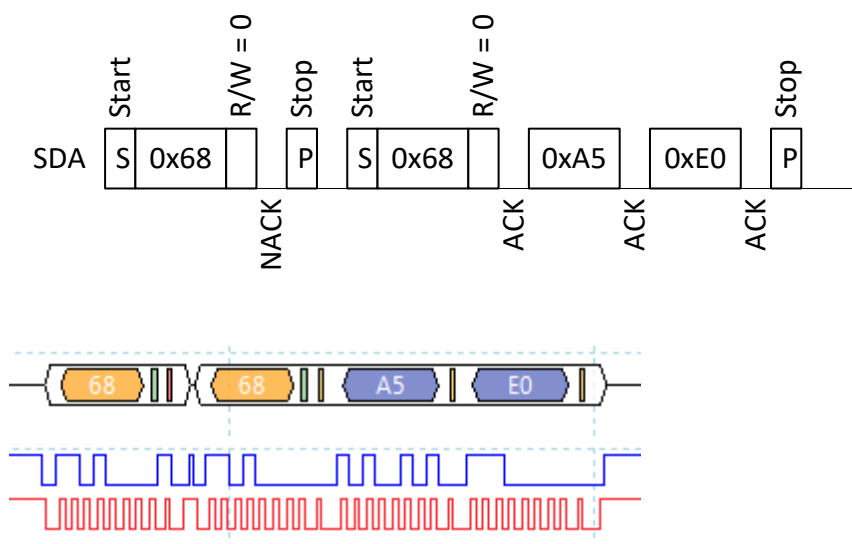 Start
R/W = 0
Stop
Start
R/W = 0
Stop
SDA S 0x68 P S 0x68 0xA5 0xE0 P
NACK
ACK
ACK
ACK
68 68 A5 E0